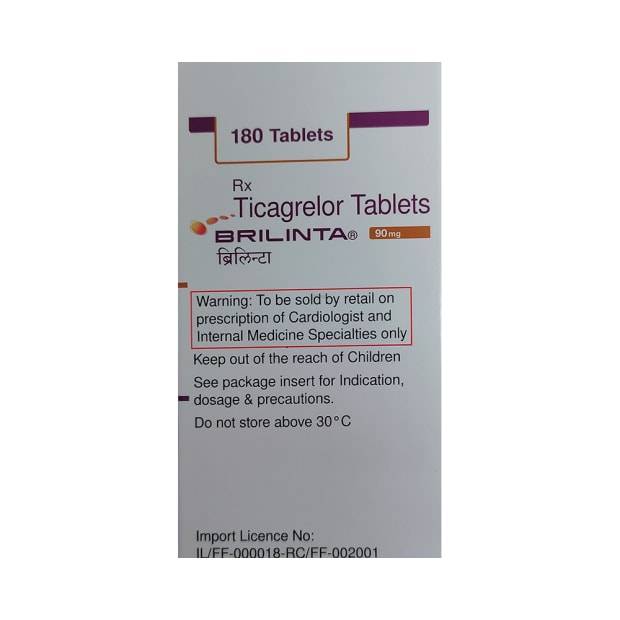 180 Tablets
Rx
Ticagrelor Tablets
BRILINTA® 90mg
ब्रिलिन्टा
Warning: To be sold by retail on
prescription of Cardiologist and
Internal Medicine Specialties only
Keep out of the reach of Children
See package insert for Indication,
dosage & precautions.
Do not store above 30°C
Import Licence No:
IL/FF-000018-RC/FF-002001